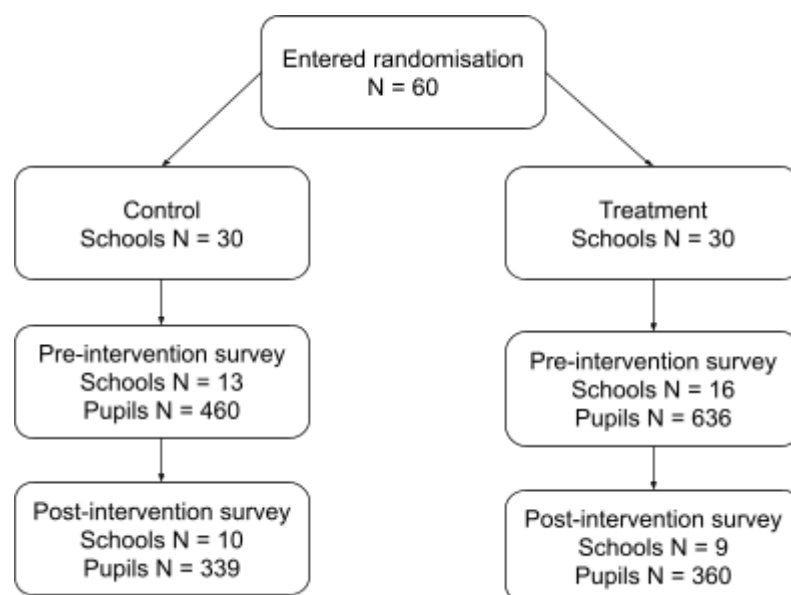 Entered randomisation
N = 60
Control
Schools N = 30
Treatment
Schools N = 30
Pre-intervention survey
Schools N = 13
Pupils N = 460
Pre-intervention survey
Schools N = 16
Pupils N = 636
Post-intervention survey
Schools N = 10
Pupils N = 339
Post-intervention survey
Schools N = 9
Pupils N = 360